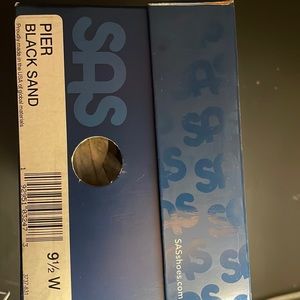 PIER
Proudly made in the USA of global materials
BLACK SAND
9½ W
SAS
SASshoes.com